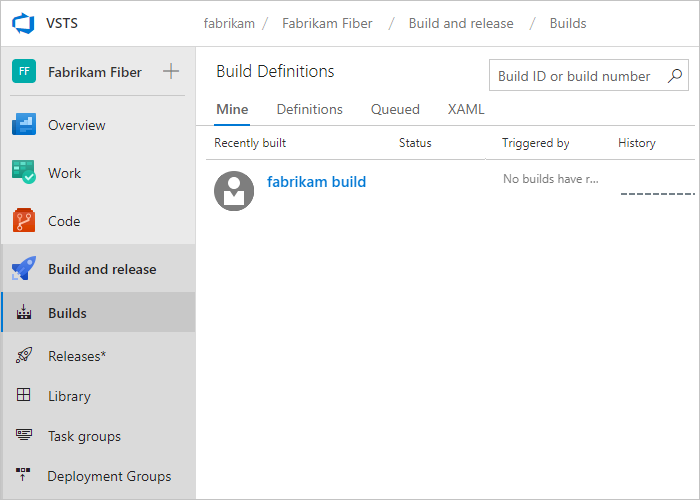 VSTS
fabrikam / Fabrikam Fiber / Build and release / Builds
FF Fabrikam Fiber
Overview
Work
Code
Build and release
Builds
Releases*
Library
Task groups
Deployment Groups
Build Definitions
Build ID or build number
Mine Definitions Queued XAML
Recently built Status Triggered by History
fabrikam build No builds have r...